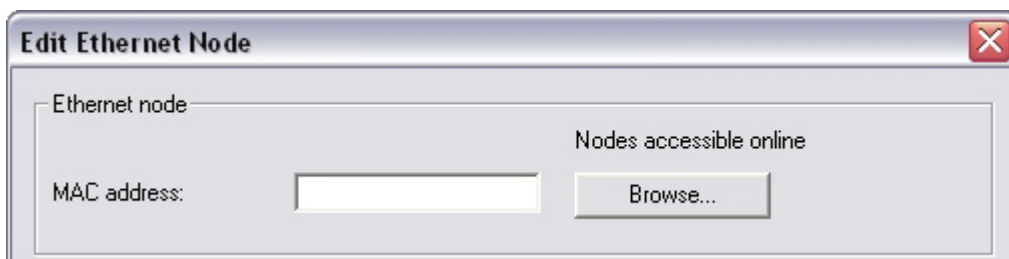 Edit Ethernet Node
Ethernet node
Nodes accessible online
MAC address:
Browse...